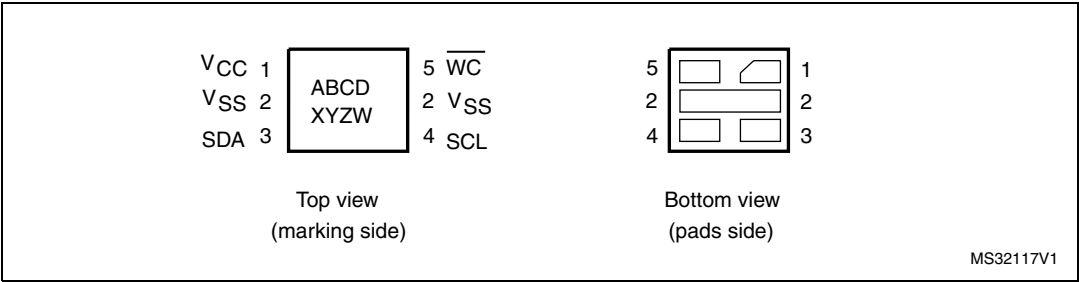 VCC 1 ABCD 5 WC
VSS 2 XYZW 2 VSS
SDA 3 4 SCL
5 1
2 2
4 3
Top view
(marking side)
Bottom view
(pads side)
MS32117V1